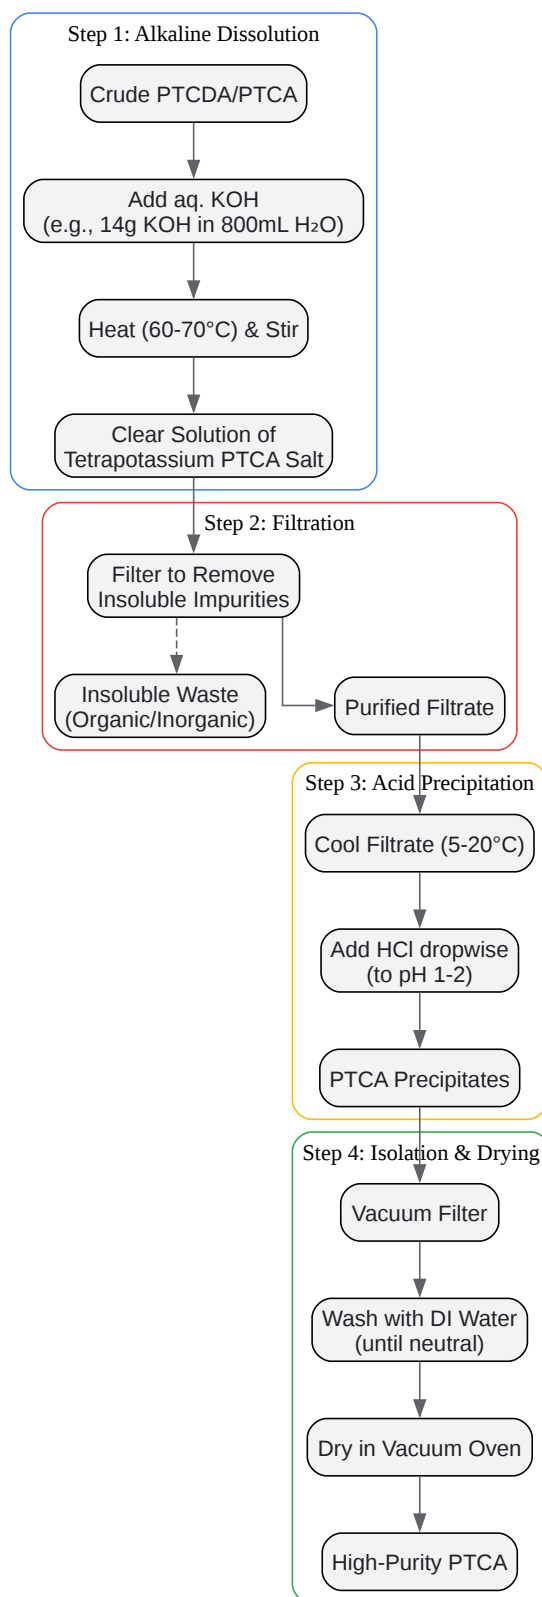 Step 1: Alkaline Dissolution
Crude PTCDA/PTCA
Add aq. KOH
(e.g., 14g KOH in 800mL H₂O)
Heat (60-70°C) & Stir
Clear Solution of
Tetrapotassium PTCA Salt
Step 2: Filtration
Filter to Remove
Insoluble Impurities
Insoluble Waste
(Organic/Inorganic)
Purified Filtrate
Step 3: Acid Precipitation
Cool Filtrate (5-20°C)
Add HCl dropwise
(to pH 1-2)
PTCA Precipitates
Step 4: Isolation & Drying
Vacuum Filter
Wash with DI Water
(until neutral)
Dry in Vacuum Oven
High-Purity PTCA